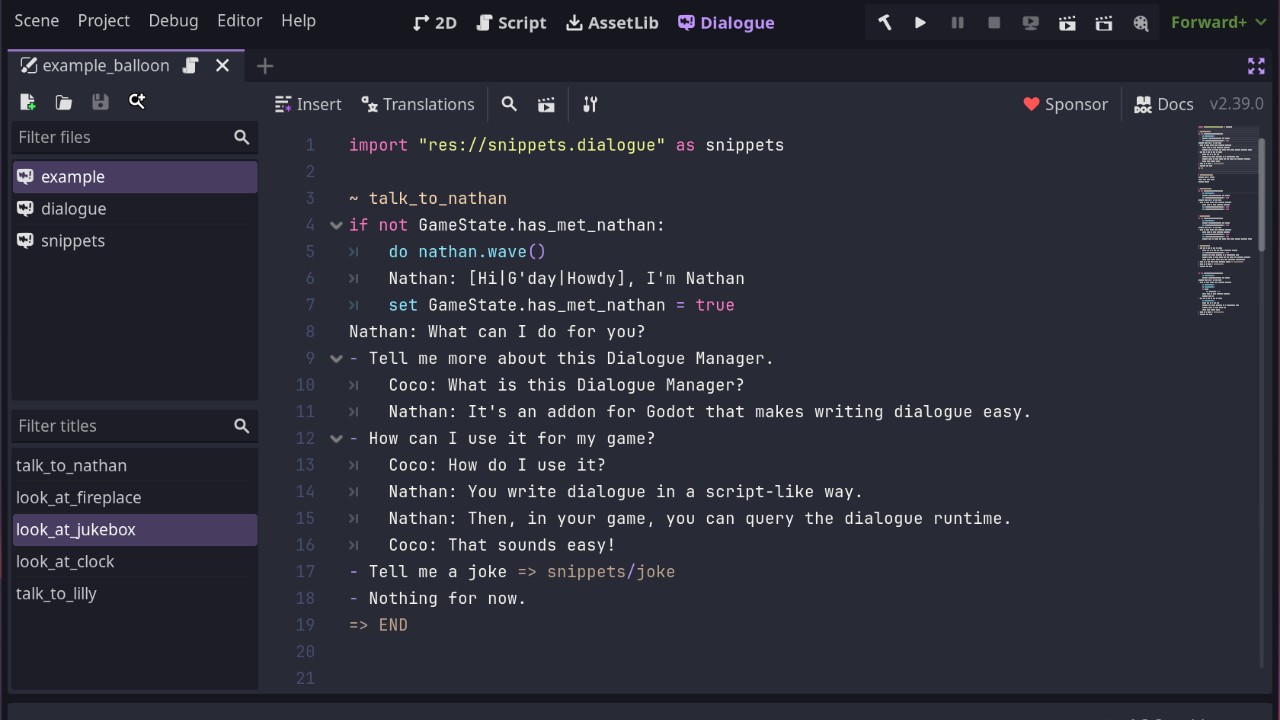 Scene Project Debug Editor Help 2D Script AssetLib Dialogue Forward+
example_balloon
Insert Translations Sponsor Docs v2.39.0
Filter files
example
dialogue
snippets
Filter titles
talk_to_nathan
look_at_fireplace
look_at_jukebox
look_at_clock
talk_to_lilly
1 import "res://snippets.dialogue" as snippets
2
3 ~ talk_to_nathan
4 if not GameState.has_met_nathan:
5 do nathan.wave()
6 Nathan: [Hi|G'day|Howdy], I'm Nathan
7 set GameState.has_met_nathan = true
8 Nathan: What can I do for you?
9 - Tell me more about this Dialogue Manager.
10 Coco: What is this Dialogue Manager?
11 Nathan: It's an addon for Godot that makes writing dialogue easy.
12 - How can I use it for my game?
13 Coco: How do I use it?
14 Nathan: You write dialogue in a script-like way.
15 Nathan: Then, in your game, you can query the dialogue runtime.
16 Coco: That sounds easy!
17 - Tell me a joke => snippets/joke
18 - Nothing for now.
19 => END
20
21